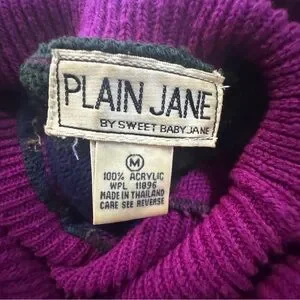 PLAIN JANE
BY SWEET BABY JANE
M
100% ACRYLIC
WPL 11896
MADE IN THAILAND
CARE SEE REVERSE